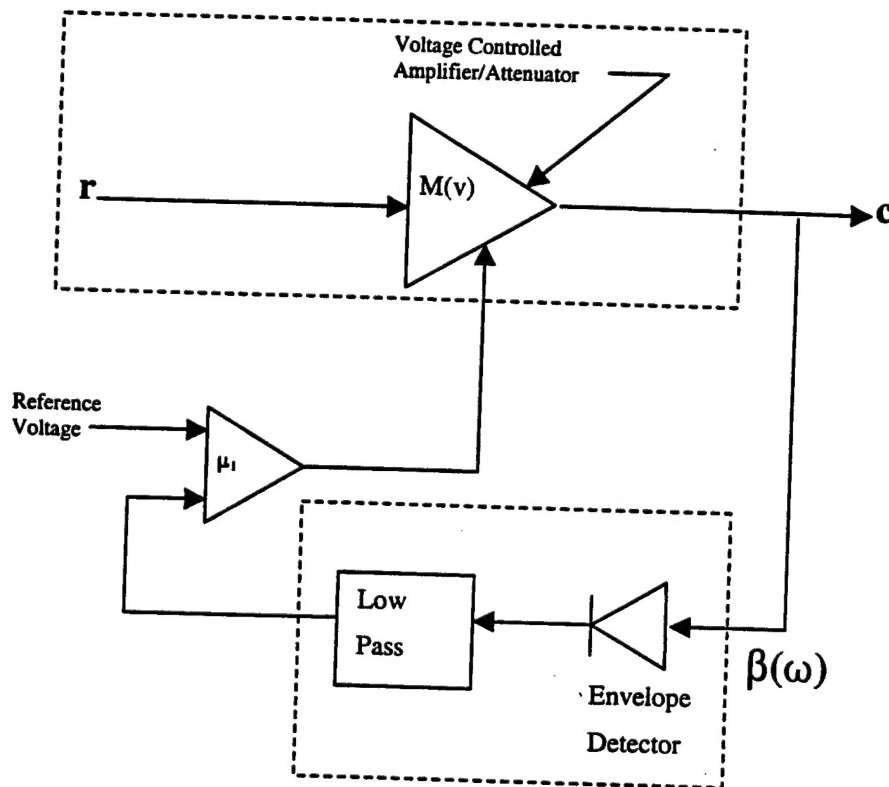 Voltage Controlled
Amplifier/Attenuator
r
M(v)
c
Reference
Voltage
μ₁
Low
Pass
β(ω)
Envelope
Detector